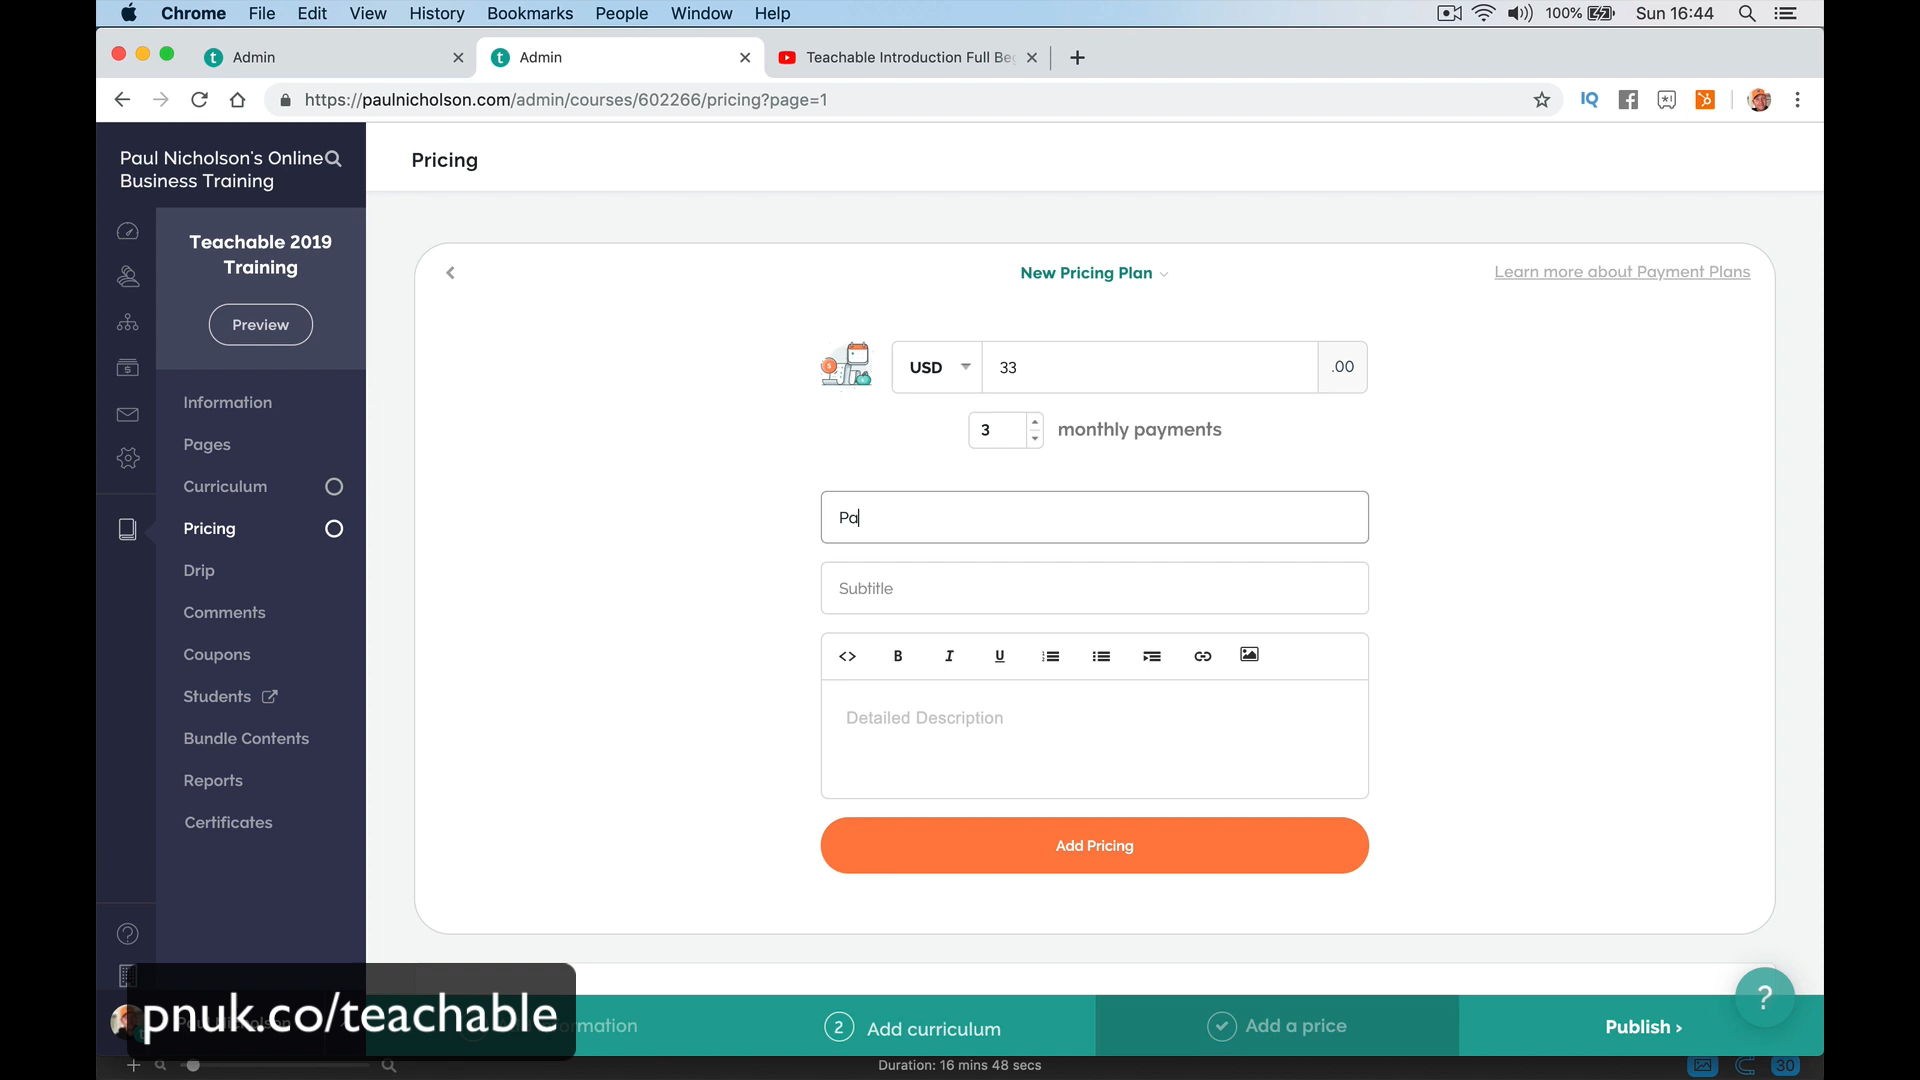 Chrome File Edit View History Bookmarks People Window Help 100% Sun 16:44
Admin Admin Teachable Introduction Full Beg
https://paulnicholson.com/admin/courses/602266/pricing?page=1
Paul Nicholson's Online
Business Training
Pricing
Teachable 2019
Training
Preview
Information
Pages
Curriculum
Pricing
Drip
Comments
Coupons
Students
Bundle Contents
Reports
Certificates
New Pricing Plan
Learn more about Payment Plans
USD 33 .00
3 monthly payments
Pa
Subtitle
B I U
Detailed Description
Add Pricing
pnuk.co/teachable
2 Add curriculum
Add a price
Publish ›
?
Duration: 16 mins 48 secs
30